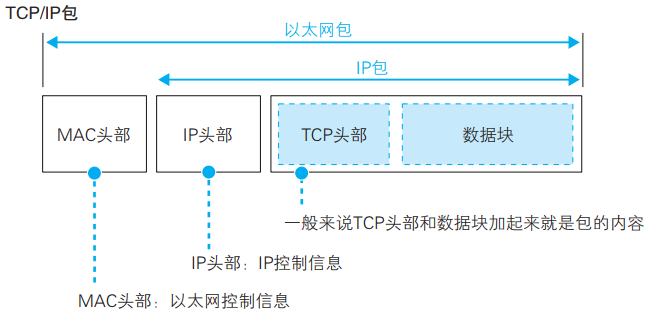 TCP/IP包
以太网包
IP包
MAC头部
IP头部
TCP头部
数据块
一般来说TCP头部和数据块加起来就是包的内容
IP头部：IP控制信息
MAC头部：以太网控制信息